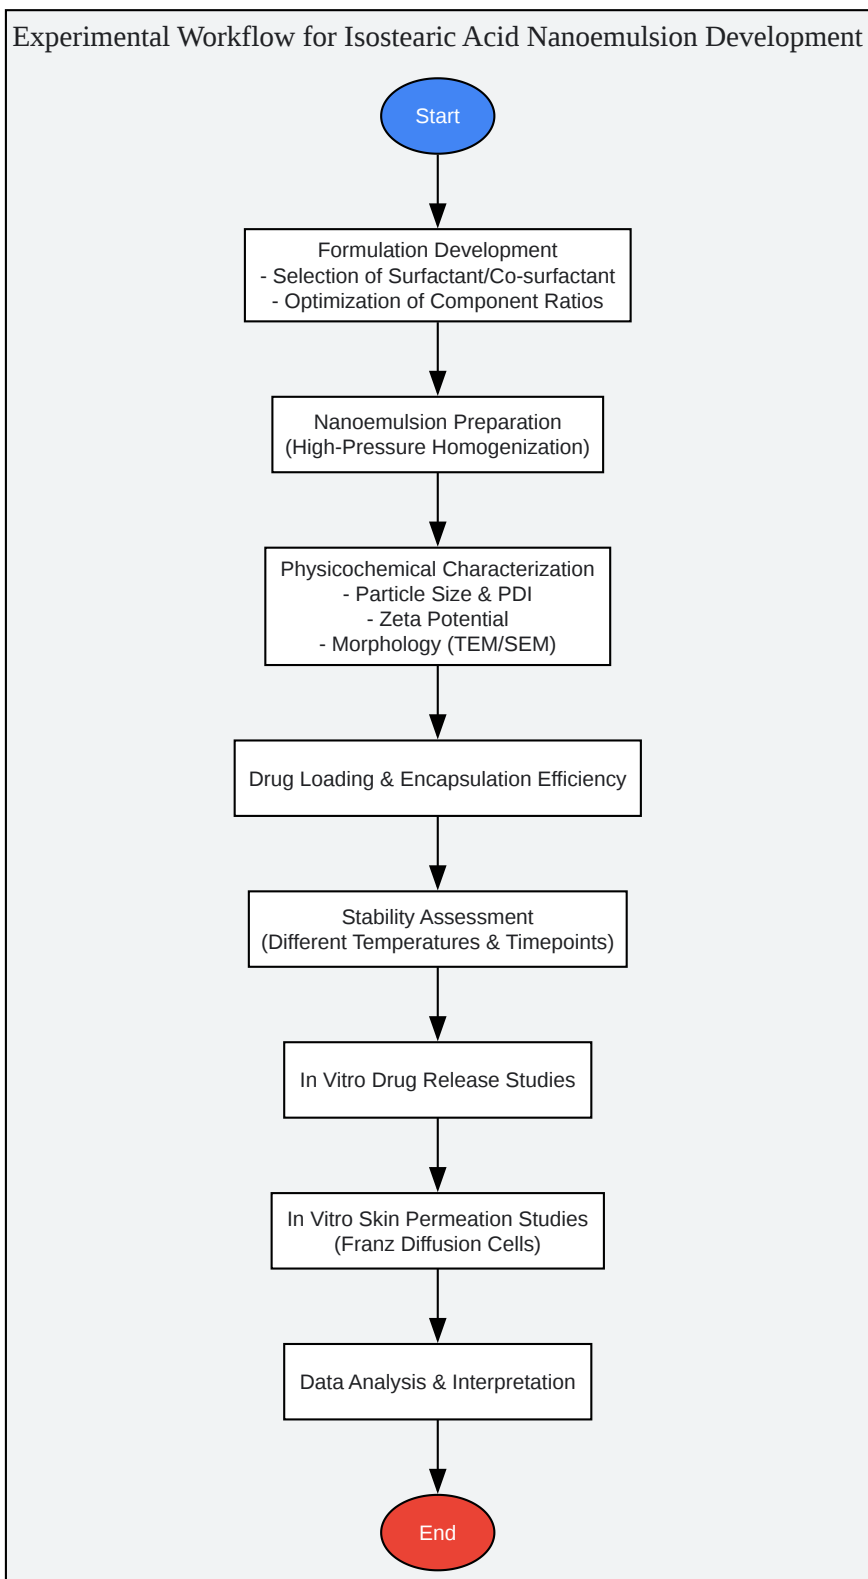 Experimental Workflow for Isostearic Acid Nanoemulsion Development
Start
Formulation Development
- Selection of Surfactant/Co-surfactant
- Optimization of Component Ratios
Nanoemulsion Preparation
(High-Pressure Homogenization)
Physicochemical Characterization
- Particle Size & PDI
- Zeta Potential
- Morphology (TEM/SEM)
Drug Loading & Encapsulation Efficiency
Stability Assessment
(Different Temperatures & Timepoints)
In Vitro Drug Release Studies
In Vitro Skin Permeation Studies
(Franz Diffusion Cells)
Data Analysis & Interpretation
End